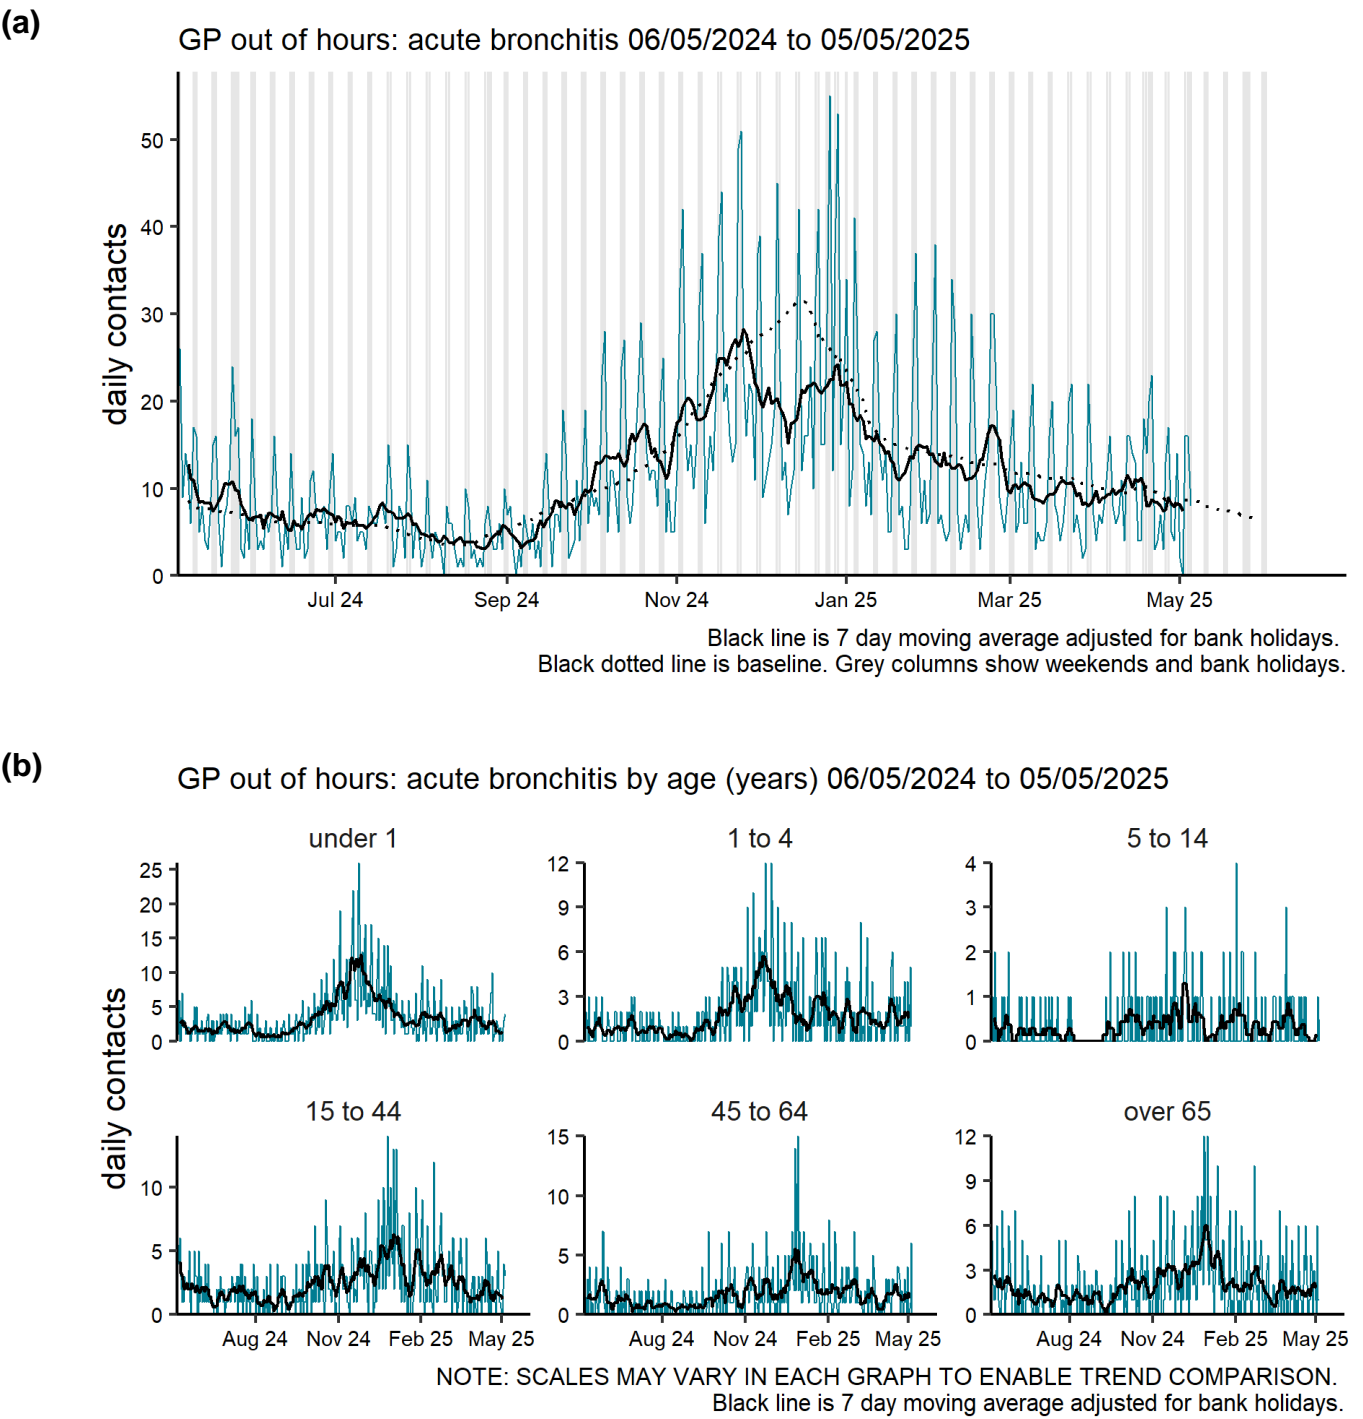 (a)
GP out of hours: acute bronchitis 06/05/2024 to 05/05/2025
daily contacts
50
40
30
20
10
0
Jul 24 Sep 24 Nov 24 Jan 25 Mar 25 May 25
Black line is 7 day moving average adjusted for bank holidays.
Black dotted line is baseline. Grey columns show weekends and bank holidays.
(b)
GP out of hours: acute bronchitis by age (years) 06/05/2024 to 05/05/2025
daily contacts
under 1
25
20
15
10
5
0
1 to 4
12
9
6
3
0
5 to 14
4
3
2
1
0
15 to 44
10
5
0
Aug 24 Nov 24 Feb 25 May 25
45 to 64
15
10
5
0
Aug 24 Nov 24 Feb 25 May 25
over 65
12
9
6
3
0
Aug 24 Nov 24 Feb 25 May 25
NOTE: SCALES MAY VARY IN EACH GRAPH TO ENABLE TREND COMPARISON.
Black line is 7 day moving average adjusted for bank holidays.